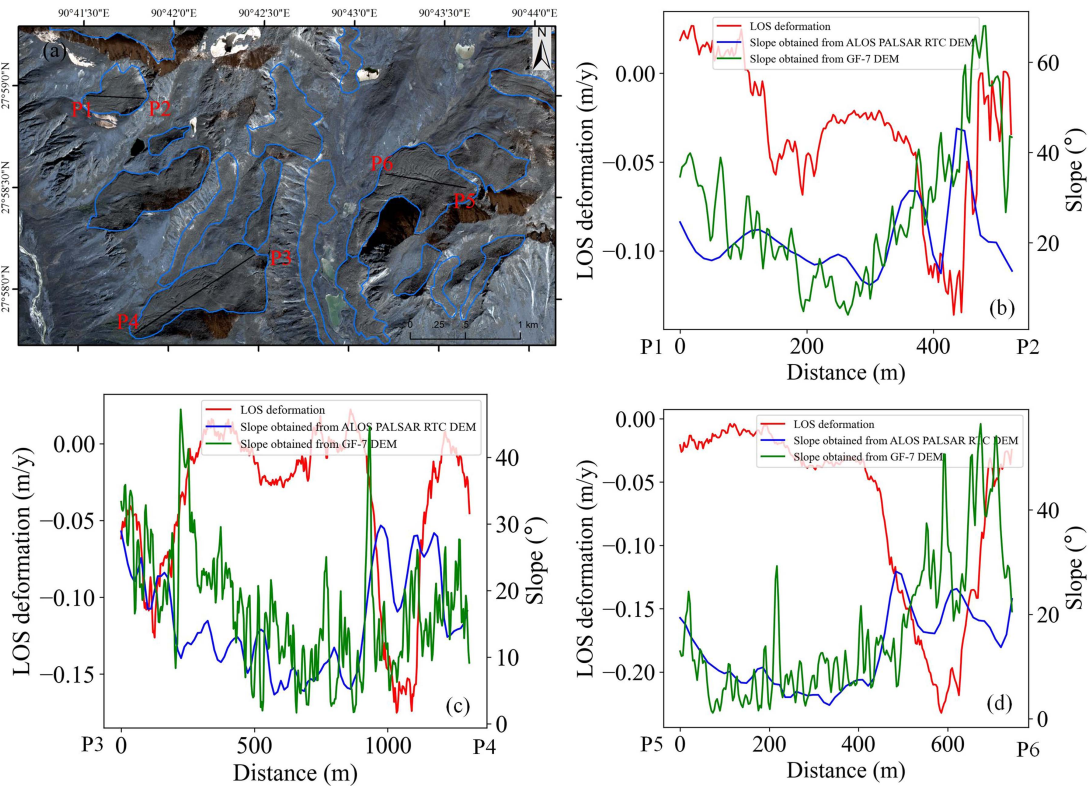 90°41'30"E 90°42'0"E 90°42'30"E 90°43'0"E 90°43'30"E 90°44'0"E
(a)
N
27°59'0"N
27°58'30"N
27°58'0"N
P1
P2
P6
P5
P3
P4
0 .25 .5 1 km
LOS deformation
Slope obtained from ALOS PALSAR RTC DEM
Slope obtained from GF-7 DEM
LOS deformation (m/y)
0.00
−0.05
−0.10
Slope (°)
60
40
20
(b)
P1 0 200 400 P2
Distance (m)
LOS deformation
Slope obtained from ALOS PALSAR RTC DEM
Slope obtained from GF-7 DEM
LOS deformation (m/y)
0.00
−0.05
−0.10
−0.15
Slope (°)
40
30
20
10
0
(c)
P3 0 500 1000 P4
Distance (m)
LOS deformation
Slope obtained from ALOS PALSAR RTC DEM
Slope obtained from GF-7 DEM
LOS deformation (m/y)
0.00
−0.05
−0.10
−0.15
−0.20
Slope (°)
40
20
0
(d)
P5 0 200 400 600 P6
Distance (m)